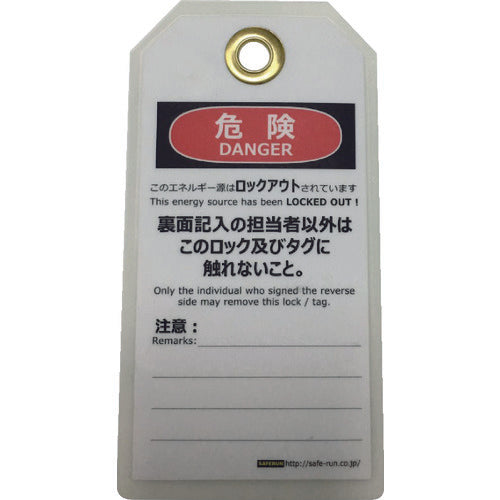 危険
DANGER
このエネルギー源はロックアウトされています
This energy source has been LOCKED OUT !
裏面記入の担当者以外は
このロック及びタグに
触れないこと。
Only the individual who signed the reverse
side may remove this lock / tag.
注意：
Remarks:
SAFERUN http://safe-run.co.jp/